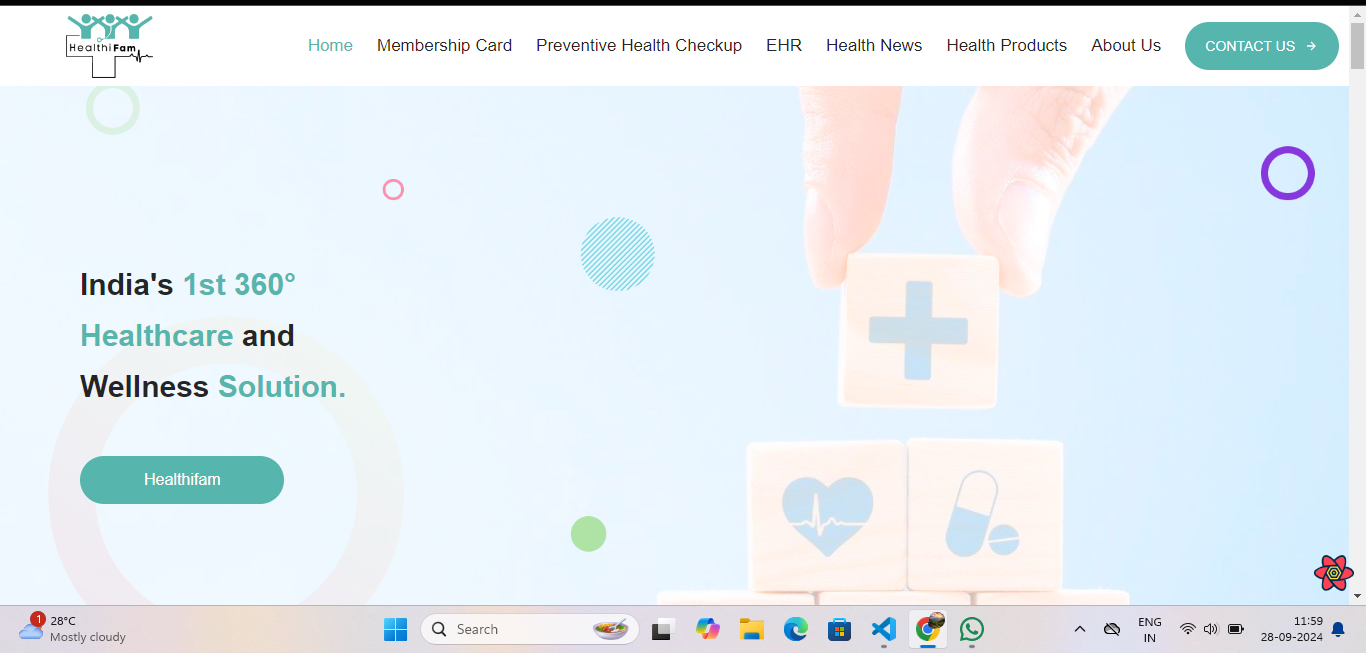 HealthiFam
Home
Membership Card
Preventive Health Checkup
EHR
Health News
Health Products
About Us
CONTACT US
India's 1st 360°
Healthcare and
Wellness Solution.
Healthifam
1
28°C
Mostly cloudy
Search
ENG
IN
11:59
28-09-2024